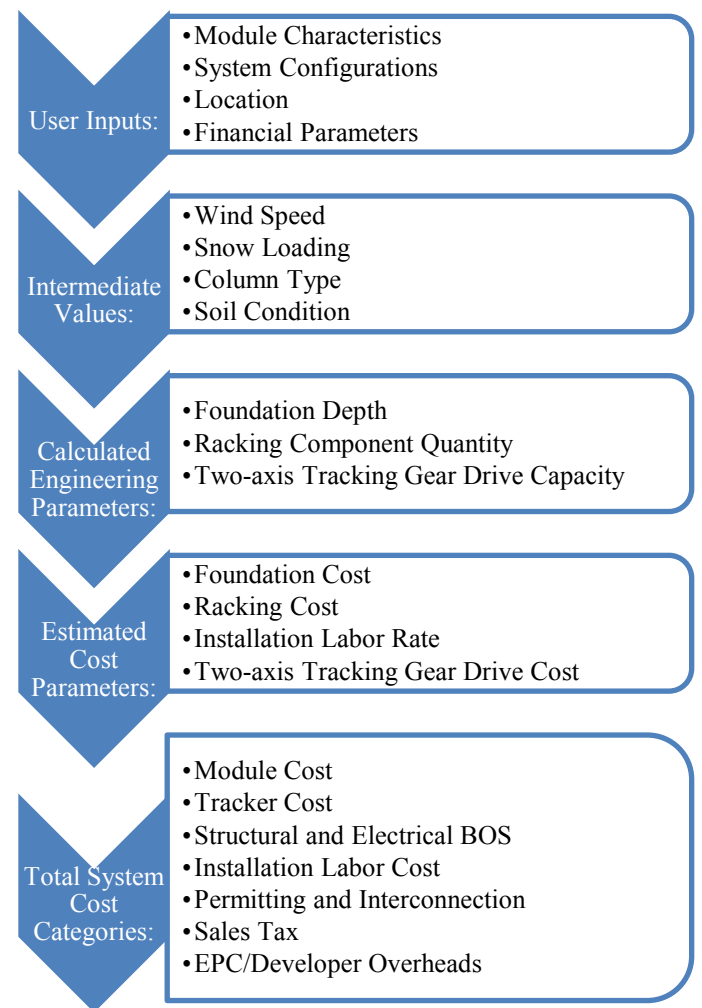 User Inputs:
•Module Characteristics
•System Configurations
•Location
•Financial Parameters
Intermediate
Values:
•Wind Speed
•Snow Loading
•Column Type
•Soil Condition
Calculated
Engineering
Parameters:
•Foundation Depth
•Racking Component Quantity
•Two-axis Tracking Gear Drive Capacity
Estimated
Cost
Parameters:
•Foundation Cost
•Racking Cost
•Installation Labor Rate
•Two-axis Tracking Gear Drive Cost
Total System
Cost
Categories:
•Module Cost
•Tracker Cost
•Structural and Electrical BOS
•Installation Labor Cost
•Permitting and Interconnection
•Sales Tax
•EPC/Developer Overheads